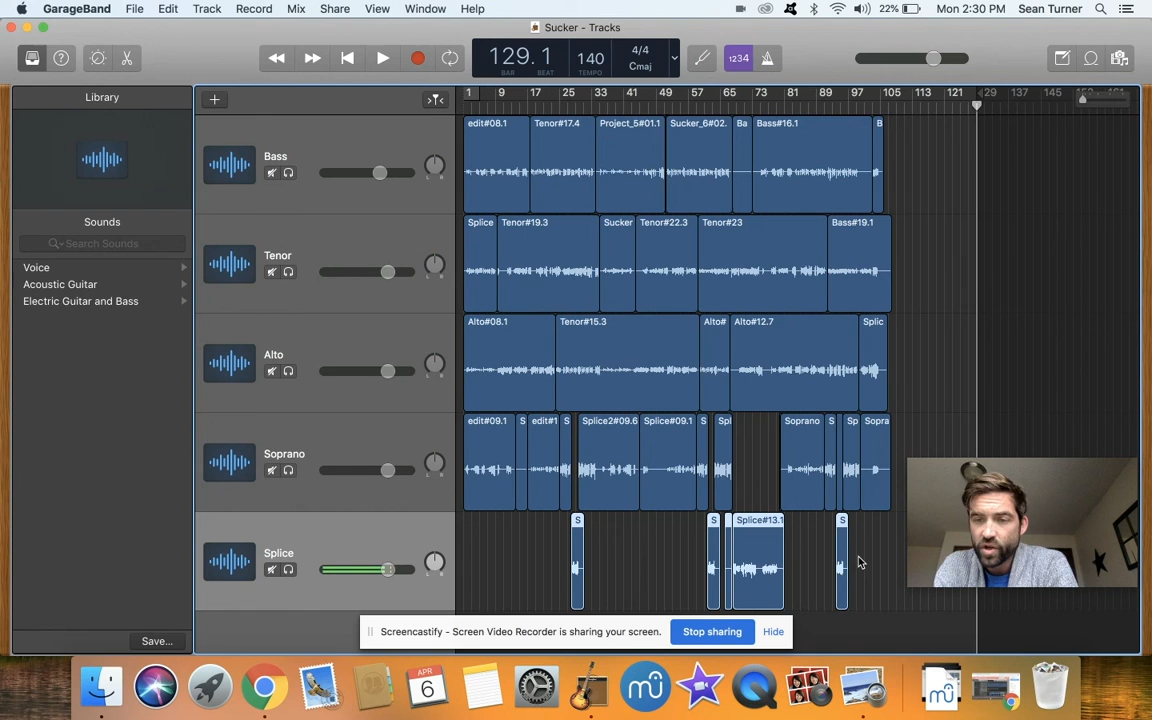 GarageBand File Edit Track Record Mix Share View Window Help 22% Mon 2:30 PM Sean Turner
Sucker - Tracks
129. 1 140 4/4
BAR BEAT TEMPO Cmaj
1234
Library
1 9 17 25 33 41 49 57 65 73 81 89 97 105 113 121 129 137 145
edit#08.1 Tenor#17.4 Project_5#01.1 Sucker_6#02. Ba Bass#16.1 B
Bass
L R
Sounds
Search Sounds
Voice
Acoustic Guitar
Electric Guitar and Bass
Splice Tenor#19.3 Sucker Tenor#22.3 Tenor#23 Bass#19.1
Tenor
L R
Alto#08.1 Tenor#15.3 Alto# Alto#12.7 Splic
Alto
L R
edit#09.1 S edit#1 S Splice2#09.6 Splice#09.1 S Spl Soprano S Sp Sopra
Soprano
L R
S S Splice#13.1 S
Splice
L R
Save...
Screencastify - Screen Video Recorder is sharing your screen. Stop sharing Hide
APR
6